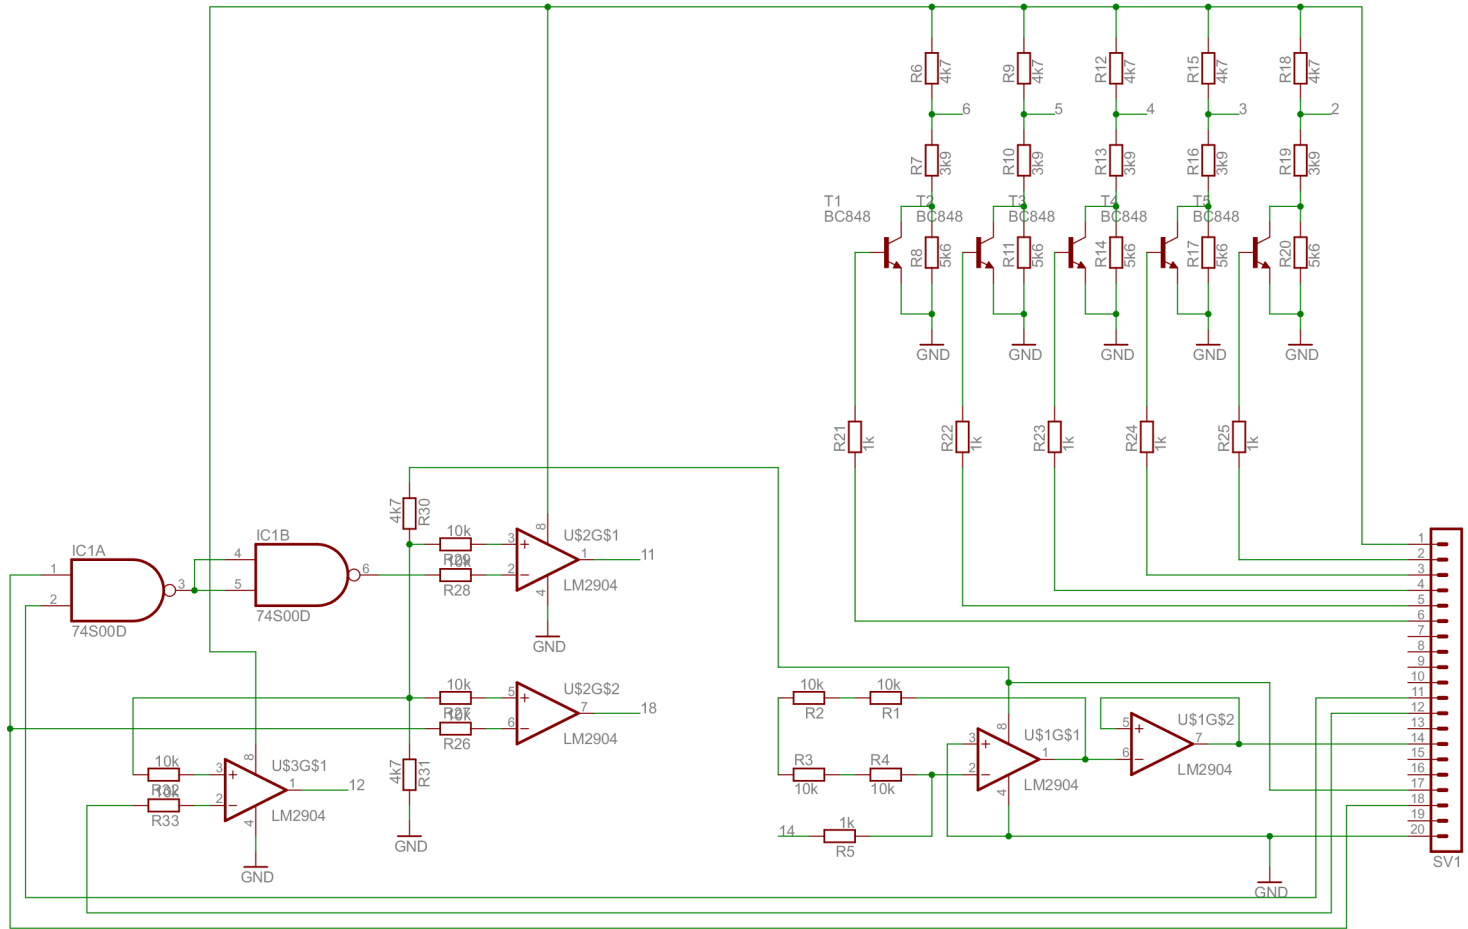 R6
4k7
R9
4k7
R12
4k7
R15
4k7
R18
4k7
6
5
4
3
2
R7
3k9
R10
3k9
R13
3k9
R16
3k9
R19
3k9
T1
BC848
T2
BC848
T3
BC848
T4
BC848
T5
BC848
R8
5k6
R11
5k6
R14
5k6
R17
5k6
R20
5k6
GND
GND
GND
GND
GND
R21
1k
R22
1k
R23
1k
R24
1k
R25
1k
4k7
R30
IC1A
1
2
3
74S00D
IC1B
4
5
6
74S00D
10k
R29
10k
R28
3
2
8
4
1
U$2G$1
LM2904
11
GND
10k
R27
10k
R26
5
6
7
U$2G$2
LM2904
18
4k7
R31
GND
10k
R32
10k
R33
3
2
8
4
1
U$3G$1
LM2904
12
GND
10k
R2
10k
R1
R3
10k
R4
10k
14
1k
R5
3
2
8
4
1
U$1G$1
LM2904
5
6
7
U$1G$2
LM2904
GND
1
2
3
4
5
6
7
8
9
10
11
12
13
14
15
16
17
18
19
20
SV1